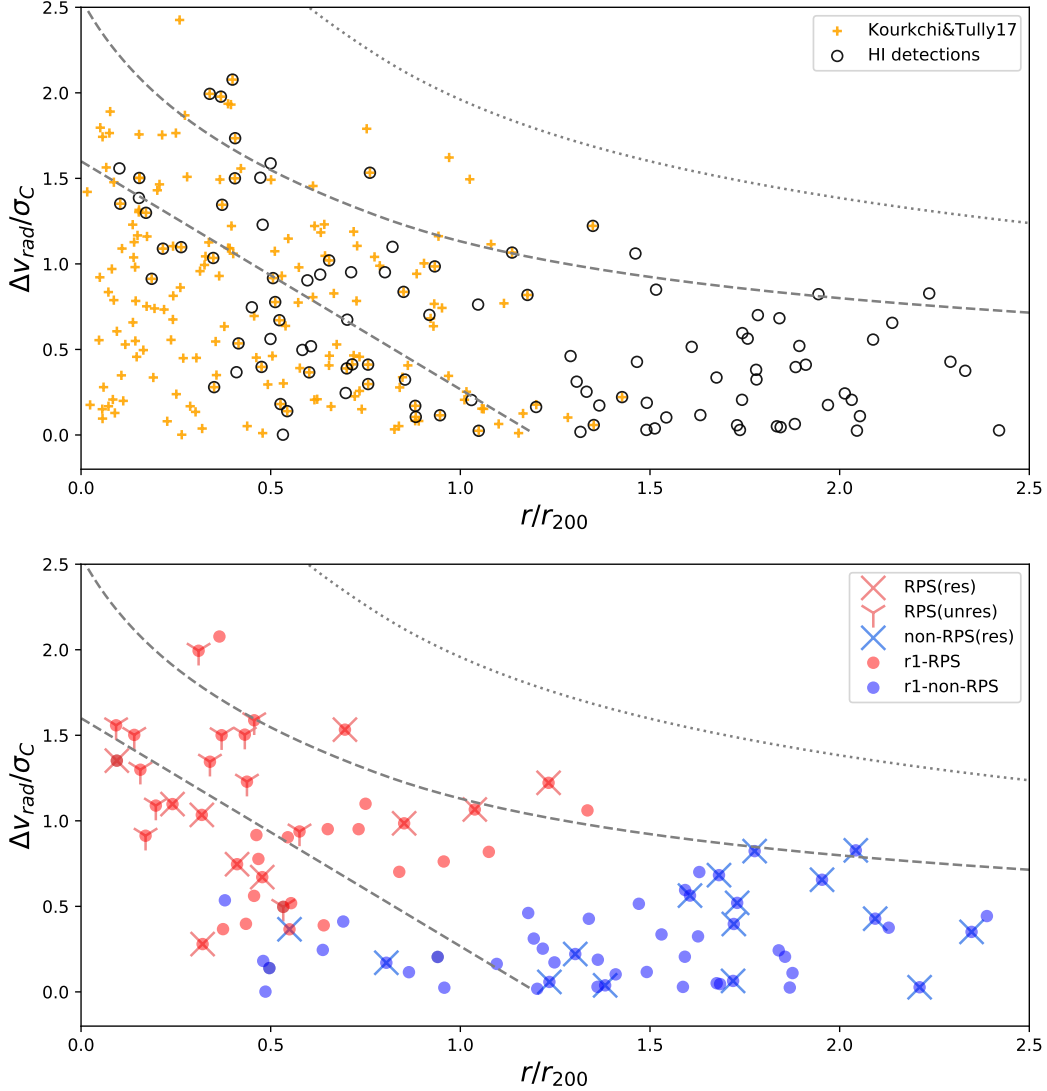 2.5
2.0
1.5
1.0
0.5
0.0
Δv_rad/σ_C
Kourkchi&Tully17
HI detections
0.0 0.5 1.0 1.5 2.0 2.5
r/r_200
2.5
2.0
1.5
1.0
0.5
0.0
Δv_rad/σ_C
RPS(res)
RPS(unres)
non-RPS(res)
r1-RPS
r1-non-RPS
0.0 0.5 1.0 1.5 2.0 2.5
r/r_200